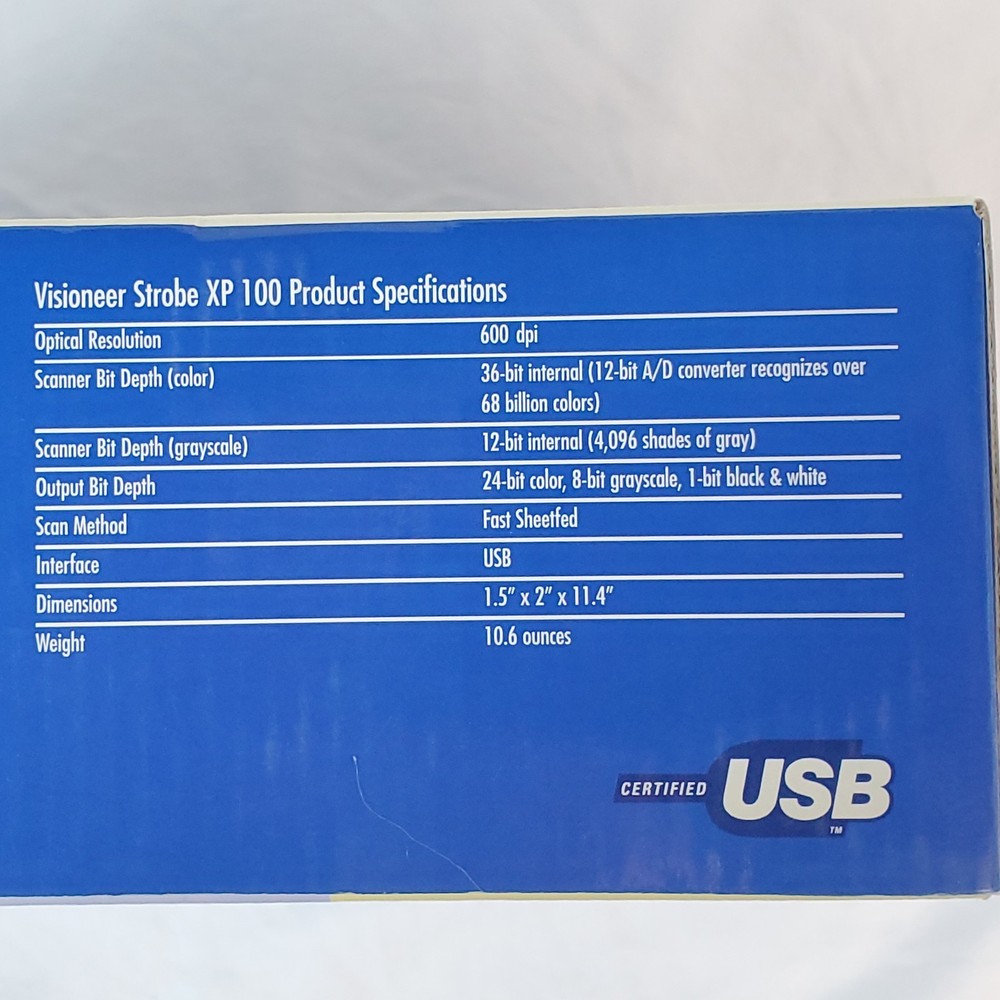 Visioneer Strobe XP 100 Product Specifications
Optical Resolution 600 dpi
Scanner Bit Depth (color) 36-bit internal (12-bit A/D converter recognizes over
68 billion colors)
Scanner Bit Depth (grayscale) 12-bit internal (4,096 shades of gray)
Output Bit Depth 24-bit color, 8-bit grayscale, 1-bit black & white
Scan Method Fast Sheetfed
Interface USB
Dimensions 1.5” x 2” x 11.4”
Weight 10.6 ounces
CERTIFIED USB
TM